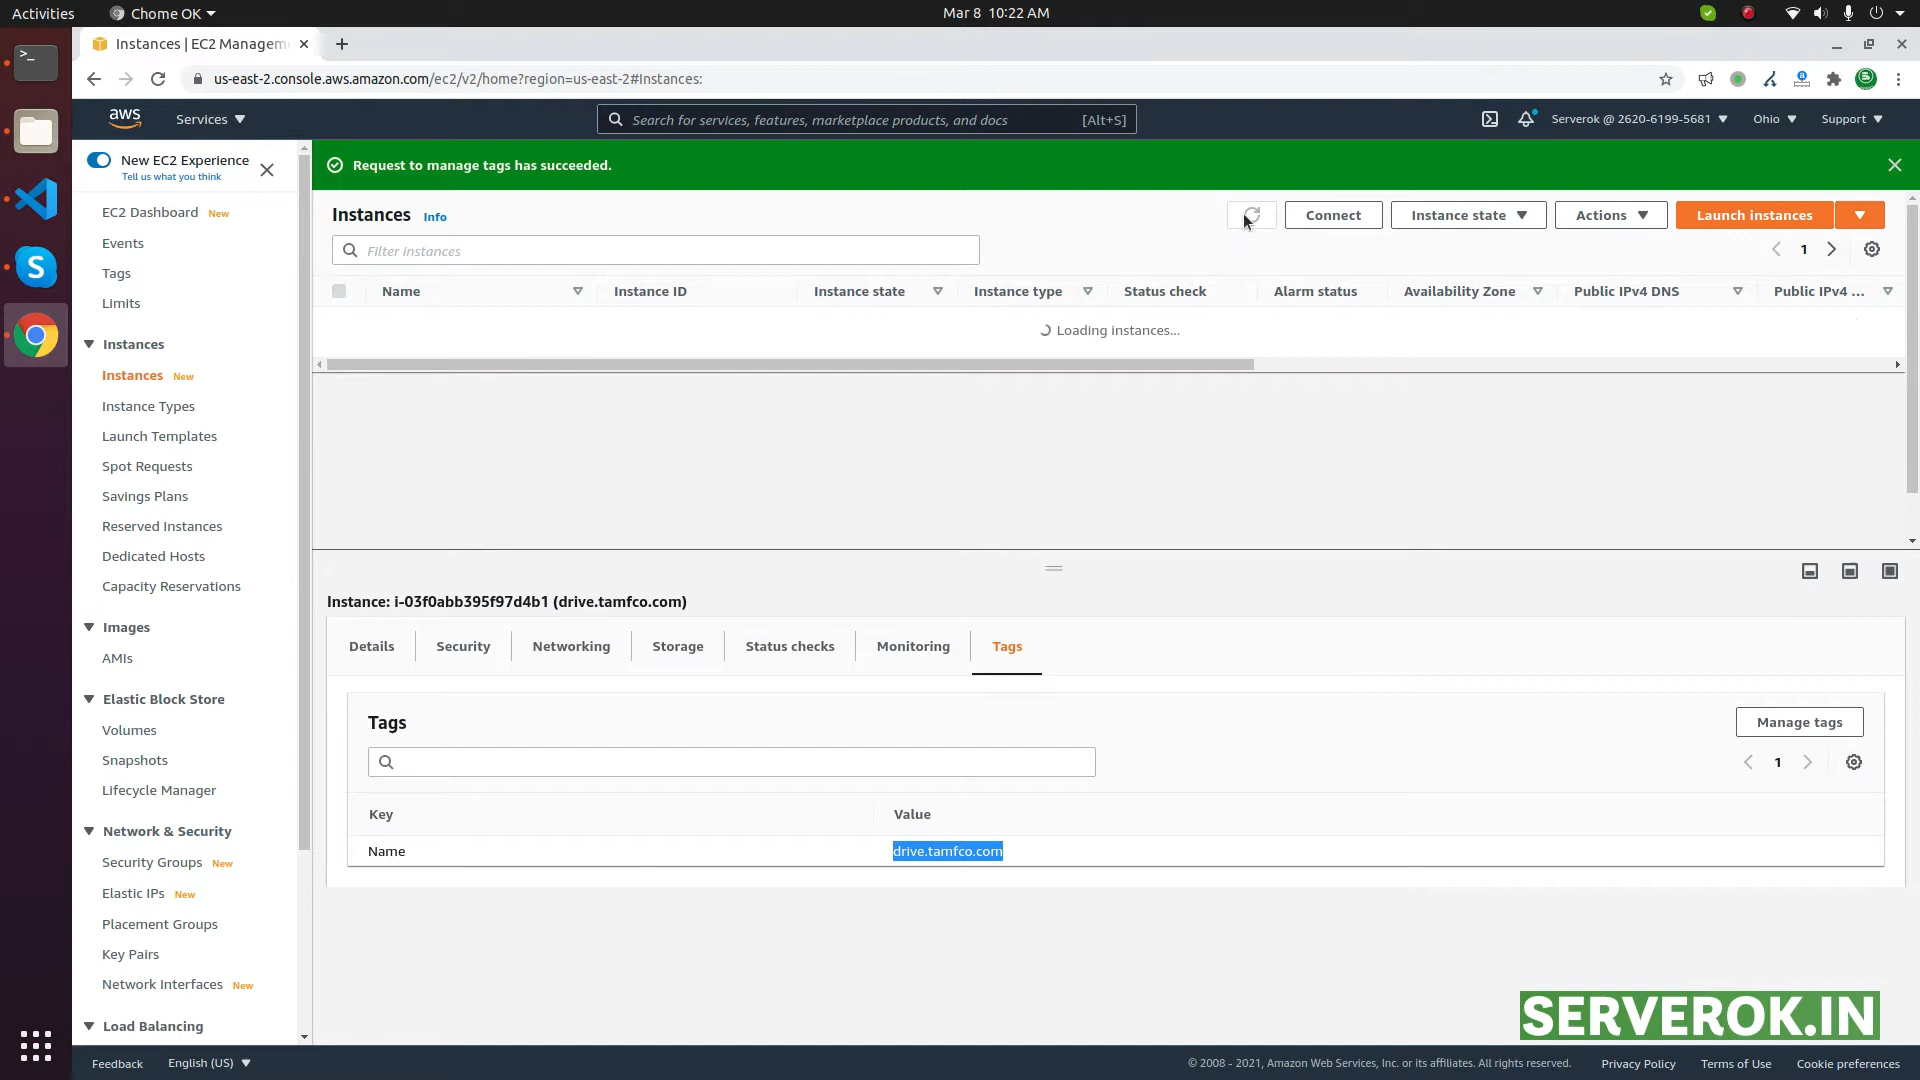 Activities
Chome OK
Mar 8 10:22 AM
Instances | EC2 Managem
us-east-2.console.aws.amazon.com/ec2/v2/home?region=us-east-2#Instances:
aws
Services
Search for services, features, marketplace products, and docs
[Alt+S]
Serverok @ 2620-6199-5681
Ohio
Support
New EC2 Experience
Tell us what you think
Request to manage tags has succeeded.
EC2 Dashboard New
Events
Tags
Limits
Instances
Instances New
Instance Types
Launch Templates
Spot Requests
Savings Plans
Reserved Instances
Dedicated Hosts
Capacity Reservations
Images
AMIs
Elastic Block Store
Volumes
Snapshots
Lifecycle Manager
Network & Security
Security Groups New
Elastic IPs New
Placement Groups
Key Pairs
Network Interfaces New
Load Balancing
Instances Info
Connect
Instance state
Actions
Launch instances
Filter instances
1
Name
Instance ID
Instance state
Instance type
Status check
Alarm status
Availability Zone
Public IPv4 DNS
Public IPv4 ...
Loading instances...
Instance: i-03f0abb395f97d4b1 (drive.tamfco.com)
Details
Security
Networking
Storage
Status checks
Monitoring
Tags
Tags
Manage tags
1
Key
Value
Name
drive.tamfco.com
SERVEROK.IN
Feedback
English (US)
© 2008 - 2021, Amazon Web Services, Inc. or its affiliates. All rights reserved.
Privacy Policy
Terms of Use
Cookie preferences